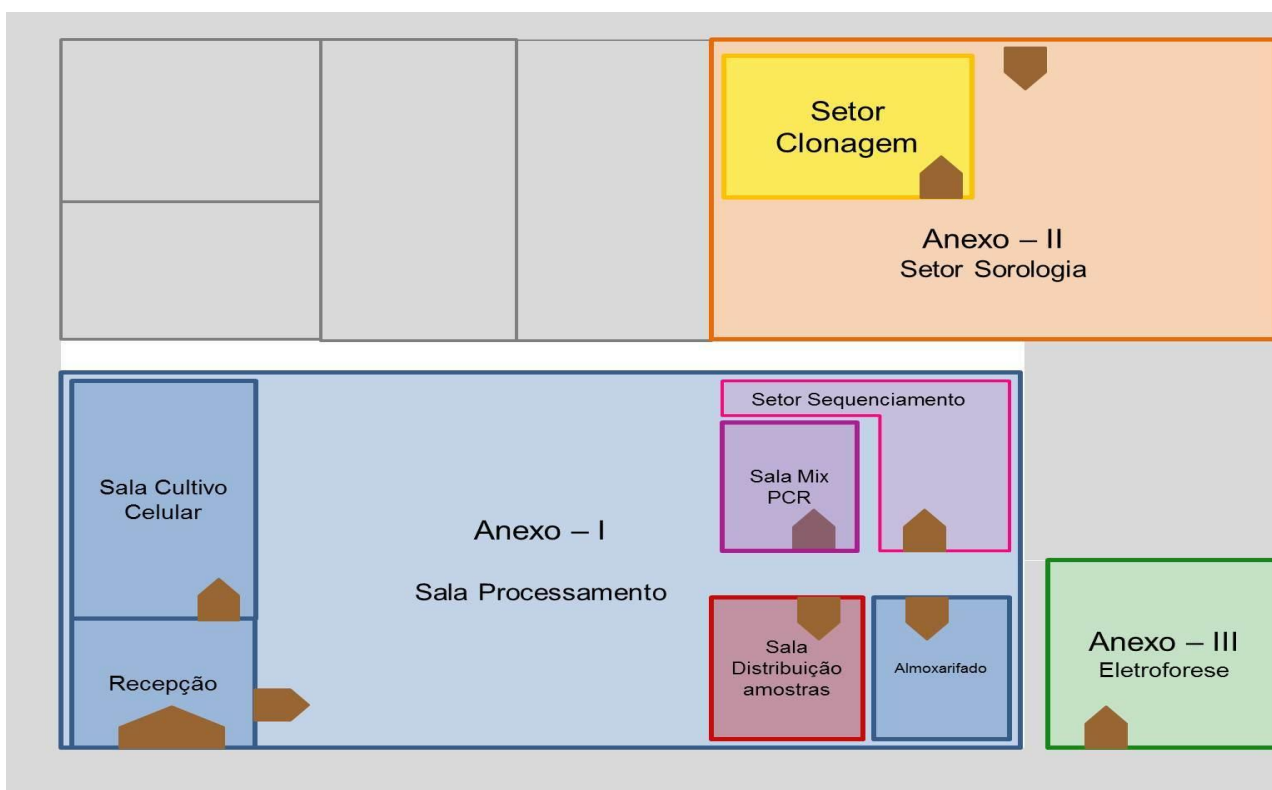 Setor
Clonagem
Anexo – II
Setor Sorologia
Setor Sequenciamento
Sala Cultivo
Celular
Sala Mix
PCR
Anexo – I
Sala Processamento
Recepção
Sala
Distribuição
amostras
Almoxarifado
Anexo – III
Eletroforese